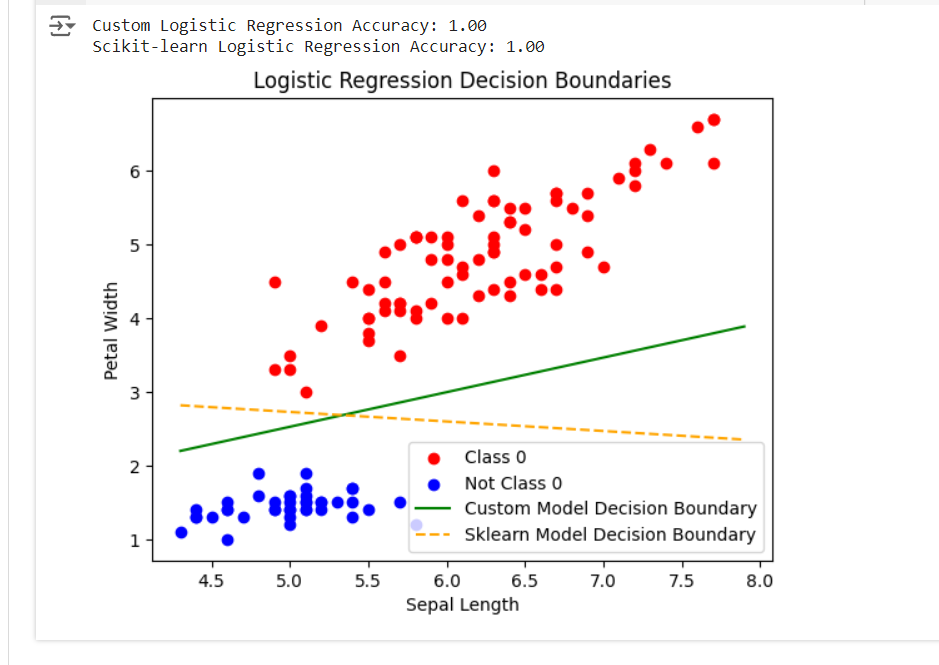 Custom Logistic Regression Accuracy: 1.00
Scikit-learn Logistic Regression Accuracy: 1.00
Logistic Regression Decision Boundaries
6
5
4
3
2
1
Petal Width
Class 0
Not Class 0
Custom Model Decision Boundary
Sklearn Model Decision Boundary
4.5 5.0 5.5 6.0 6.5 7.0 7.5 8.0
Sepal Length